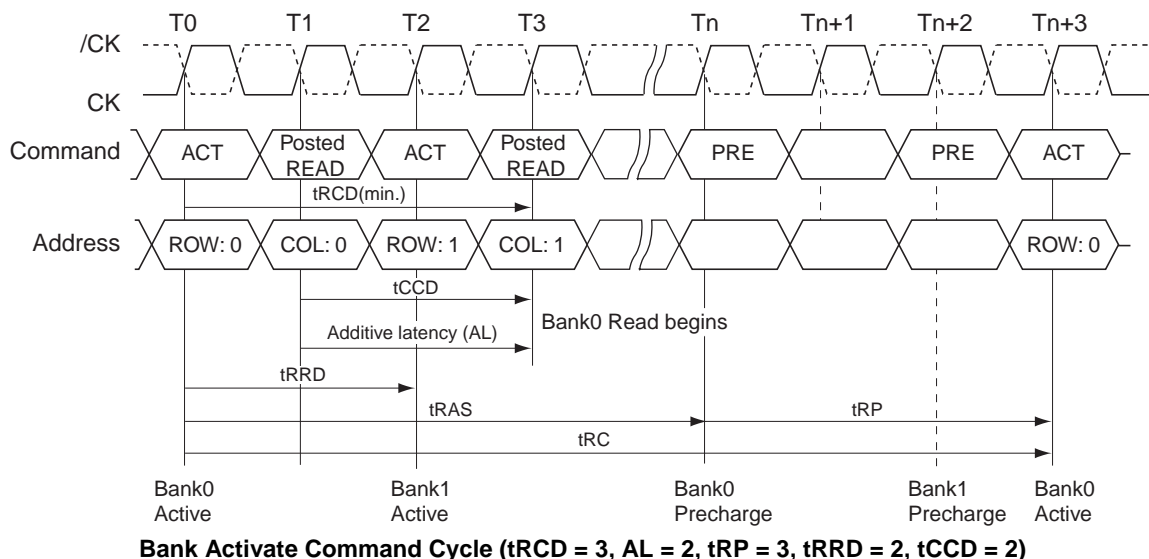 T0 T1 T2 T3 Tn Tn+1 Tn+2 Tn+3
/CK
CK
Command
ACT
Posted
READ
ACT
Posted
READ
PRE
PRE
ACT
tRCD(min.)
Address
ROW: 0
COL: 0
ROW: 1
COL: 1
ROW: 0
tCCD
Bank0 Read begins
Additive latency (AL)
tRRD
tRAS
tRP
tRC
Bank0
Active
Bank1
Active
Bank0
Precharge
Bank1
Precharge
Bank0
Active
Bank Activate Command Cycle (tRCD = 3, AL = 2, tRP = 3, tRRD = 2, tCCD = 2)